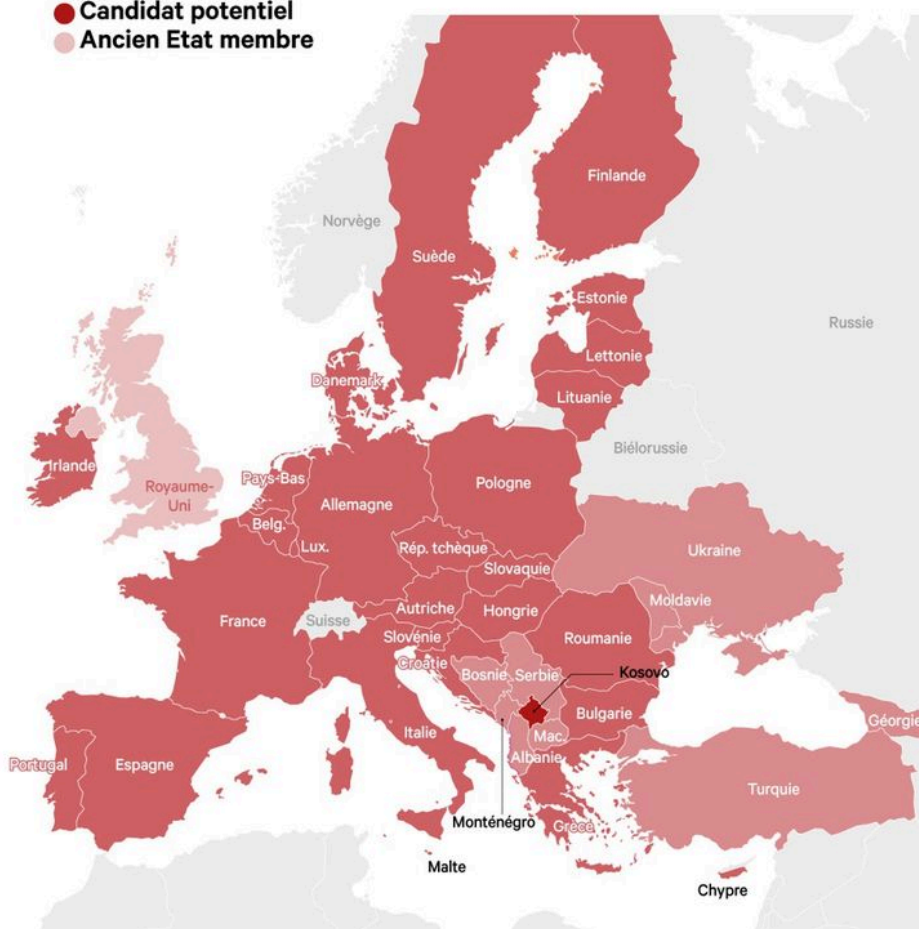 Candidat potentiel
Ancien Etat membre
Finlande
Norvège
Suède
Estonie
Russie
Lettonie
Danemark
Lituanie
Biélorussie
Irlande
Pays-Bas
Royaume-
Uni
Pologne
Allemagne
Belg.
Ukraine
Lux.
Rép. tchèque
Slovaquie
Moldavie
Autriche
Hongrie
France
Suisse
Roumanie
Slovénie
Croatie
Bosnie
Serbie
Kosovo
Bulgarie
Géorgie
Italie
Mac.
Albanie
Portugal
Espagne
Turquie
Monténégro
Grèce
Malte
Chypre